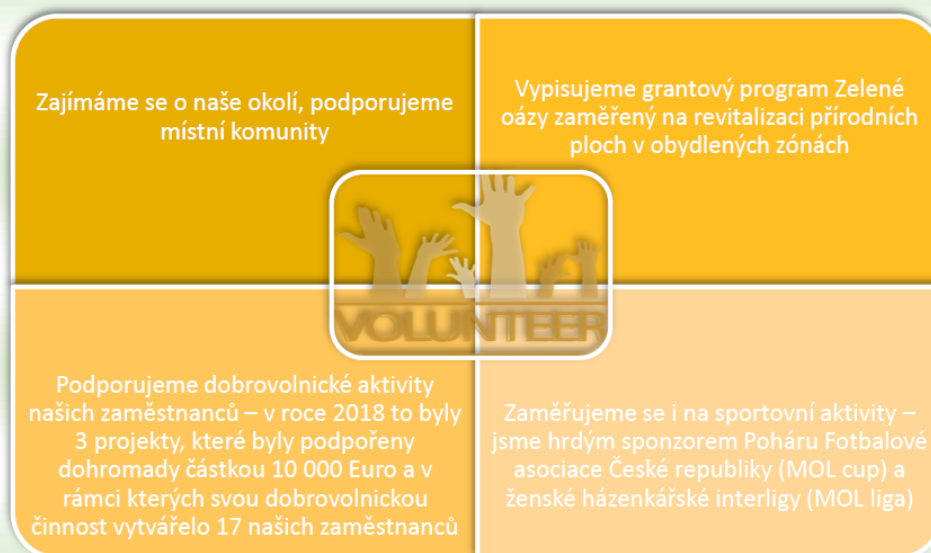 Zajímáme se o naše okolí, podporujeme
místní komunity
Vypisujeme grantový program Zelené
oázy zaměřený na revitalizaci přírodních
ploch v obydlených zónách
VOLUNTEER
Podporujeme dobrovolnické aktivity
našich zaměstnanců – v roce 2018 to byly
3 projekty, které byly podpořeny
dohromady částkou 10 000 Euro a v
rámci kterých svou dobrovolnickou
činnost vytvářelo 17 našich zaměstnanců
Zaměřujeme se i na sportovní aktivity –
jsme hrdým sponzorem Poháru Fotbalové
asociace České republiky (MOL cup) a
ženské házenkářské interligy (MOL liga)